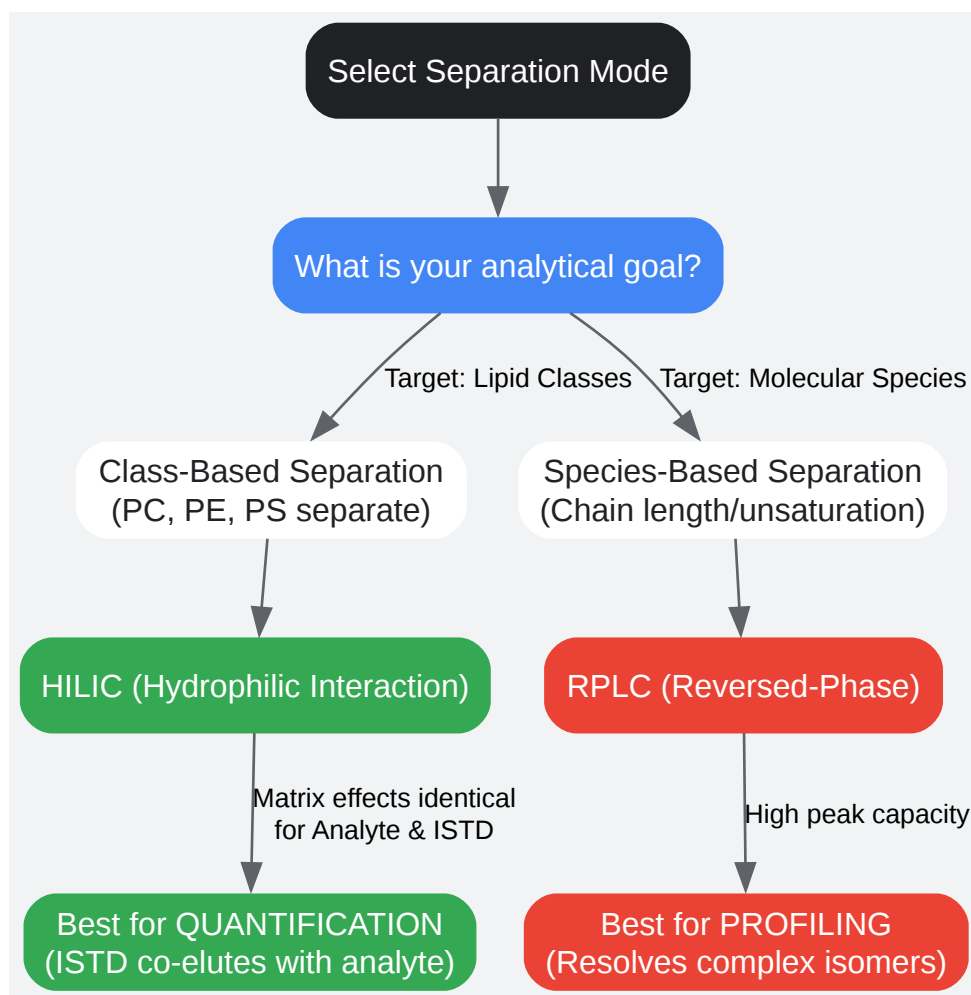 Select Separation Mode
What is your analytical goal?
Target: Lipid Classes
Target: Molecular Species
Class-Based Separation
(PC, PE, PS separate)
Species-Based Separation
(Chain length/unsaturation)
HILIC (Hydrophilic Interaction)
RPLC (Reversed-Phase)
Matrix effects identical
for Analyte & ISTD
High peak capacity
Best for QUANTIFICATION
(ISTD co-elutes with analyte)
Best for PROFILING
(Resolves complex isomers)